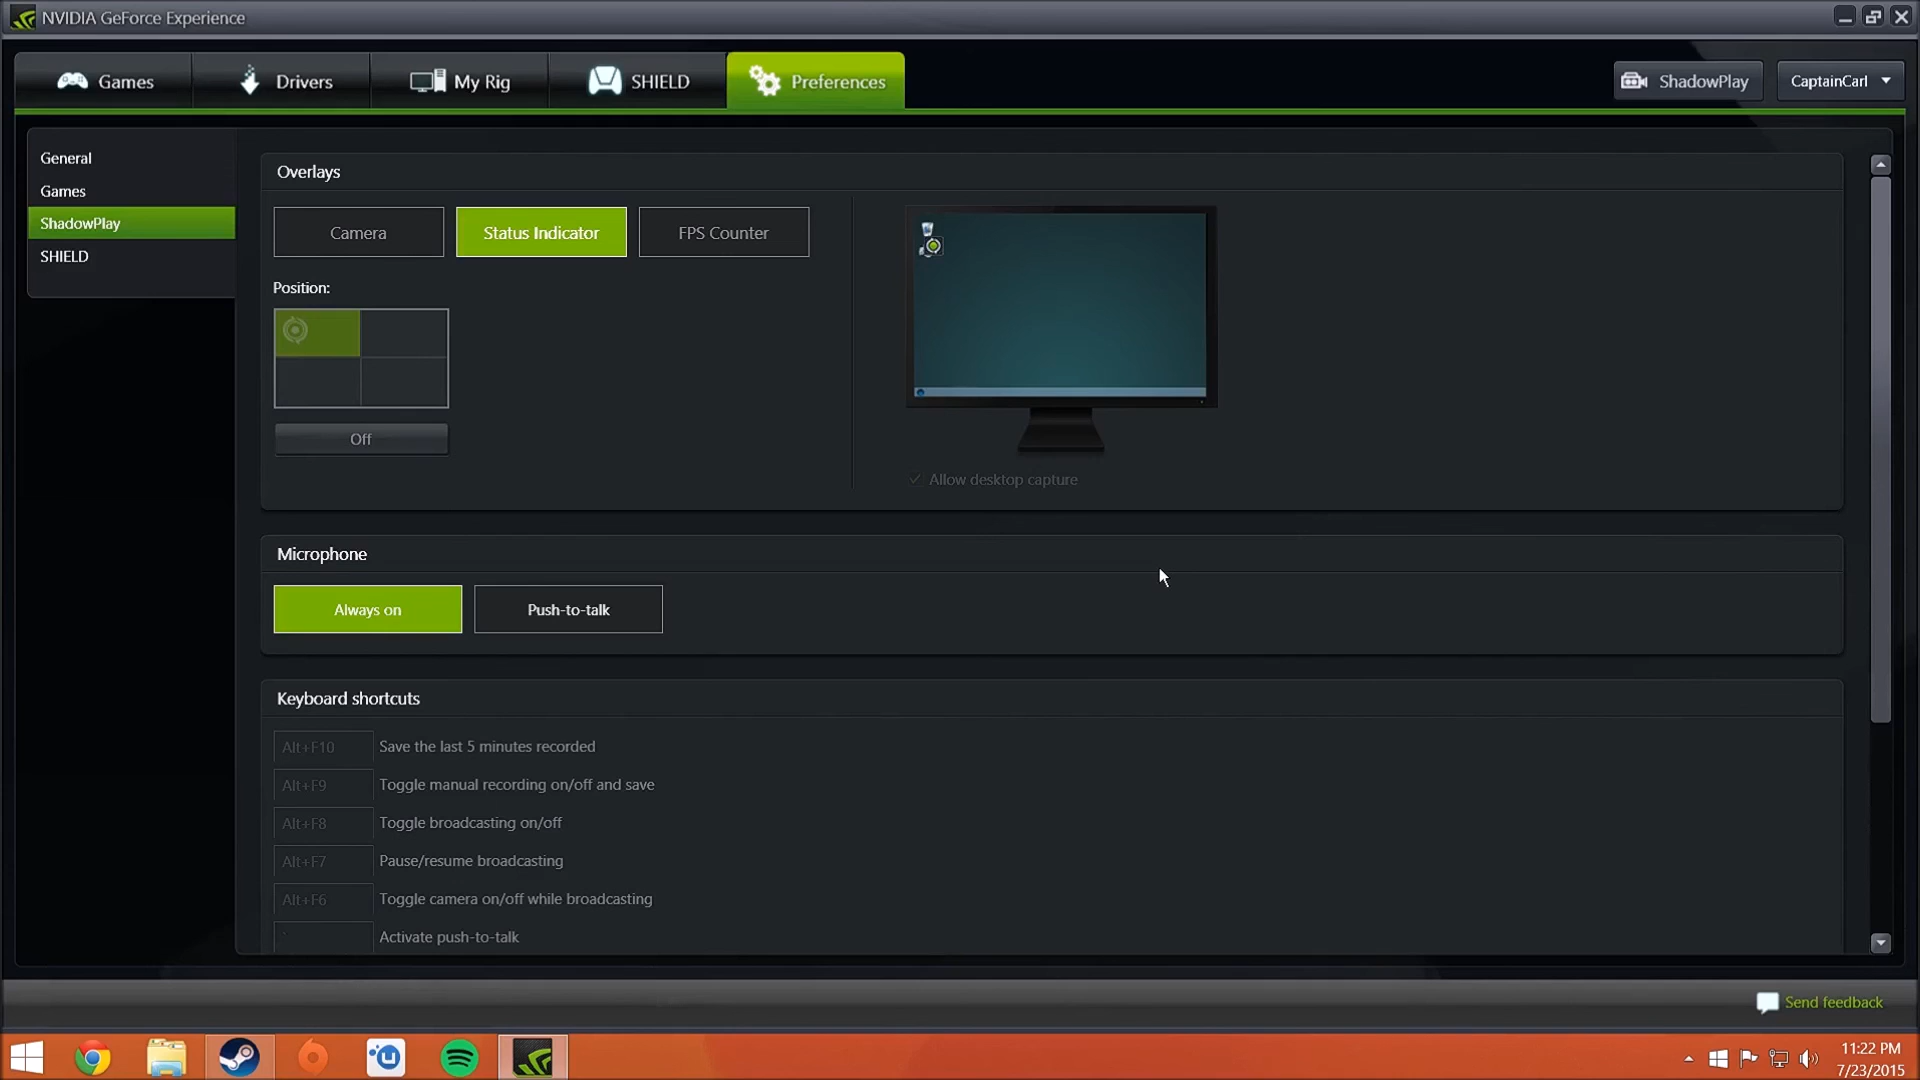 NVIDIA GeForce Experience
Games
Drivers
My Rig
SHIELD
Preferences
ShadowPlay
CaptainCarl
General
Games
ShadowPlay
SHIELD
Overlays
Camera
Status Indicator
FPS Counter
Position:
Off
Allow desktop capture
Microphone
Always on
Push-to-talk
Keyboard shortcuts
Alt+F10 Save the last 5 minutes recorded
Alt+F9 Toggle manual recording on/off and save
Alt+F8 Toggle broadcasting on/off
Alt+F7 Pause/resume broadcasting
Alt+F6 Toggle camera on/off while broadcasting
` Activate push-to-talk
Send feedback
11:22 PM
7/23/2015